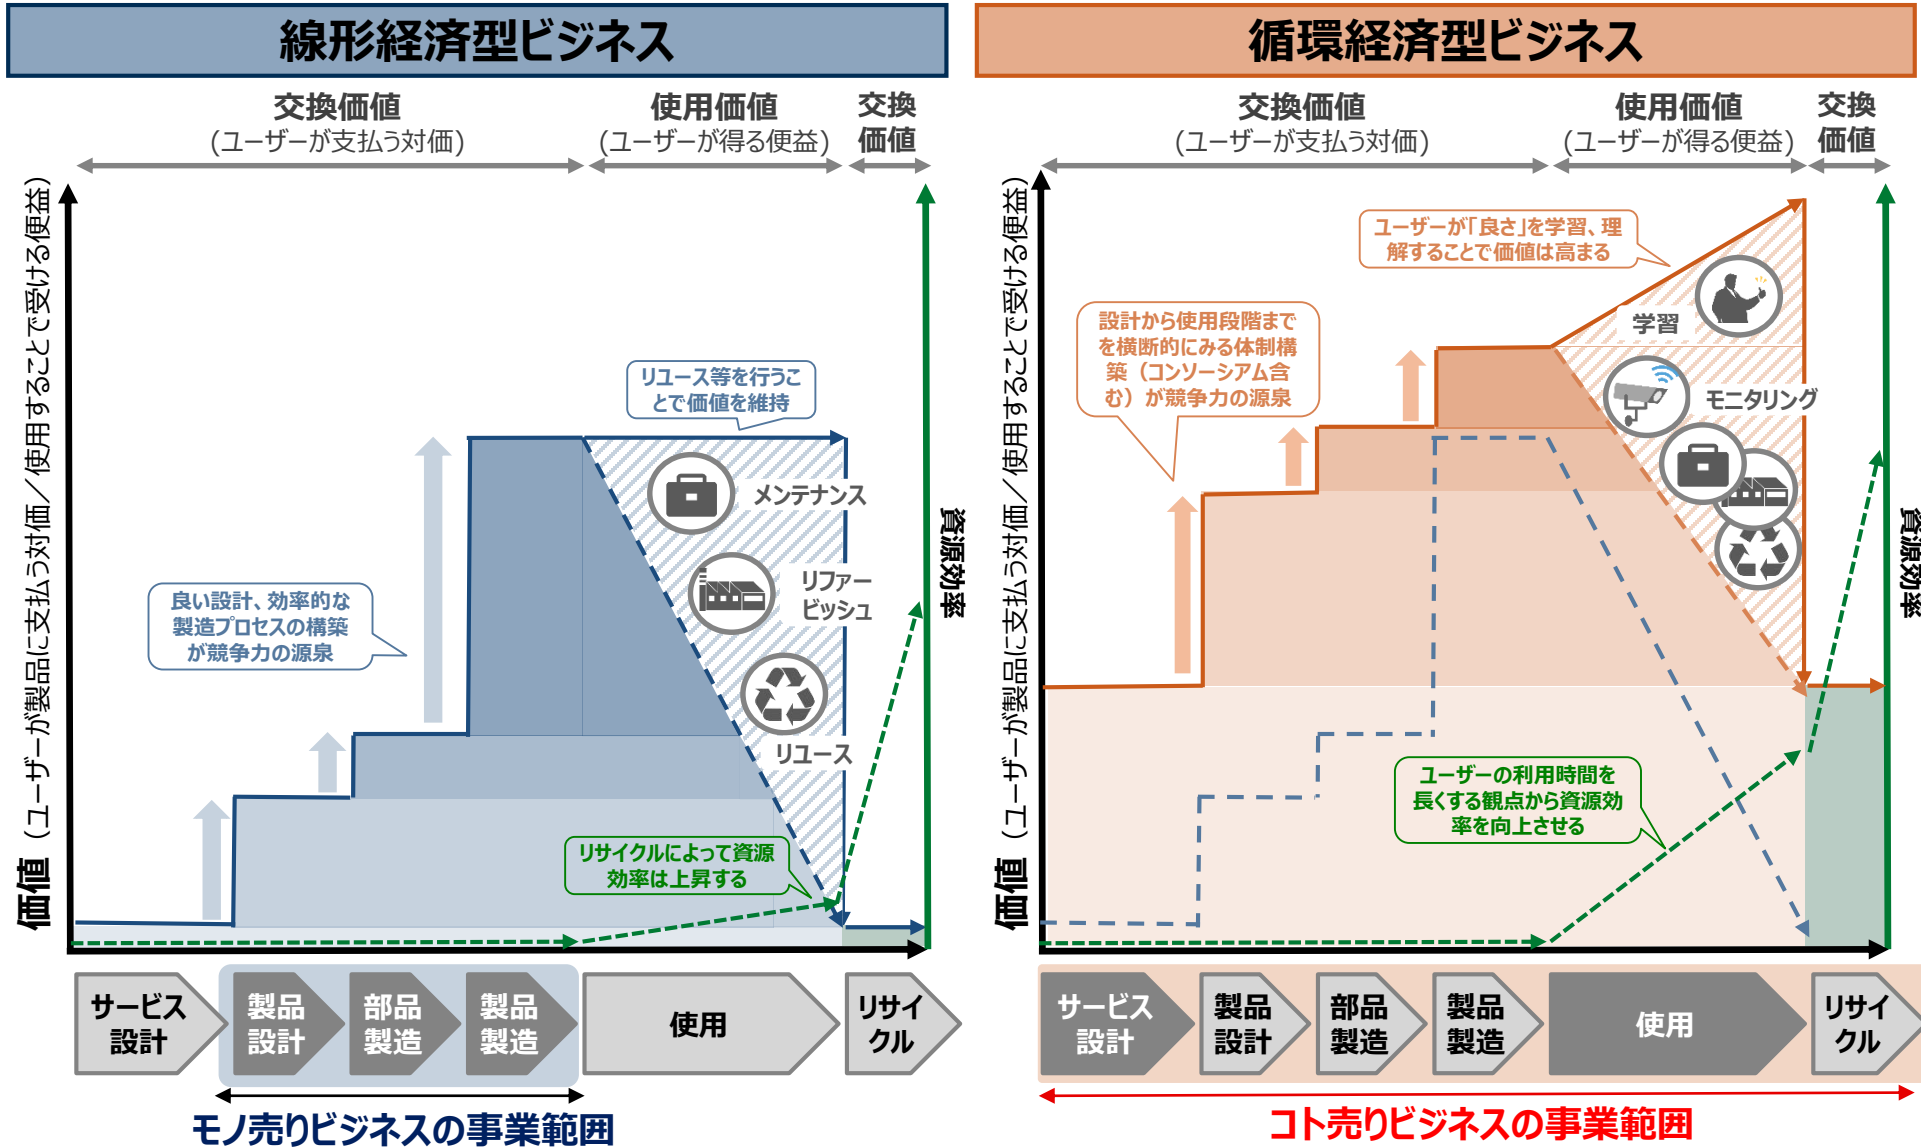 線形経済型ビジネス
交換価値
(ユーザーが支払う対価)
使用価値
(ユーザーが得る便益)
交換
価値
価値（ユーザーが製品に支払う対価／使用することで受ける便益）
リユース等を行うこ
とで価値を維持
メンテナンス
リファー
ビッシュ
リユース
良い設計、効率的な
製造プロセスの構築
が競争力の源泉
リサイクルによって資源
効率は上昇する
資源効率
サービス
設計
製品
設計
部品
製造
製品
製造
使用
リサイ
クル
モノ売りビジネスの事業範囲
循環経済型ビジネス
交換価値
(ユーザーが支払う対価)
使用価値
(ユーザーが得る便益)
交換
価値
価値（ユーザーが製品に支払う対価／使用することで受ける便益）
ユーザーが「良さ」を学習、理
解することで価値は高まる
設計から使用段階まで
を横断的にみる体制構
築（コンソーシアム含
む）が競争力の源泉
学習
モニタリング
ユーザーの利用時間を
長くする観点から資源効
率を向上させる
資源効率
サービス
設計
製品
設計
部品
製造
製品
製造
使用
リサイ
クル
コト売りビジネスの事業範囲